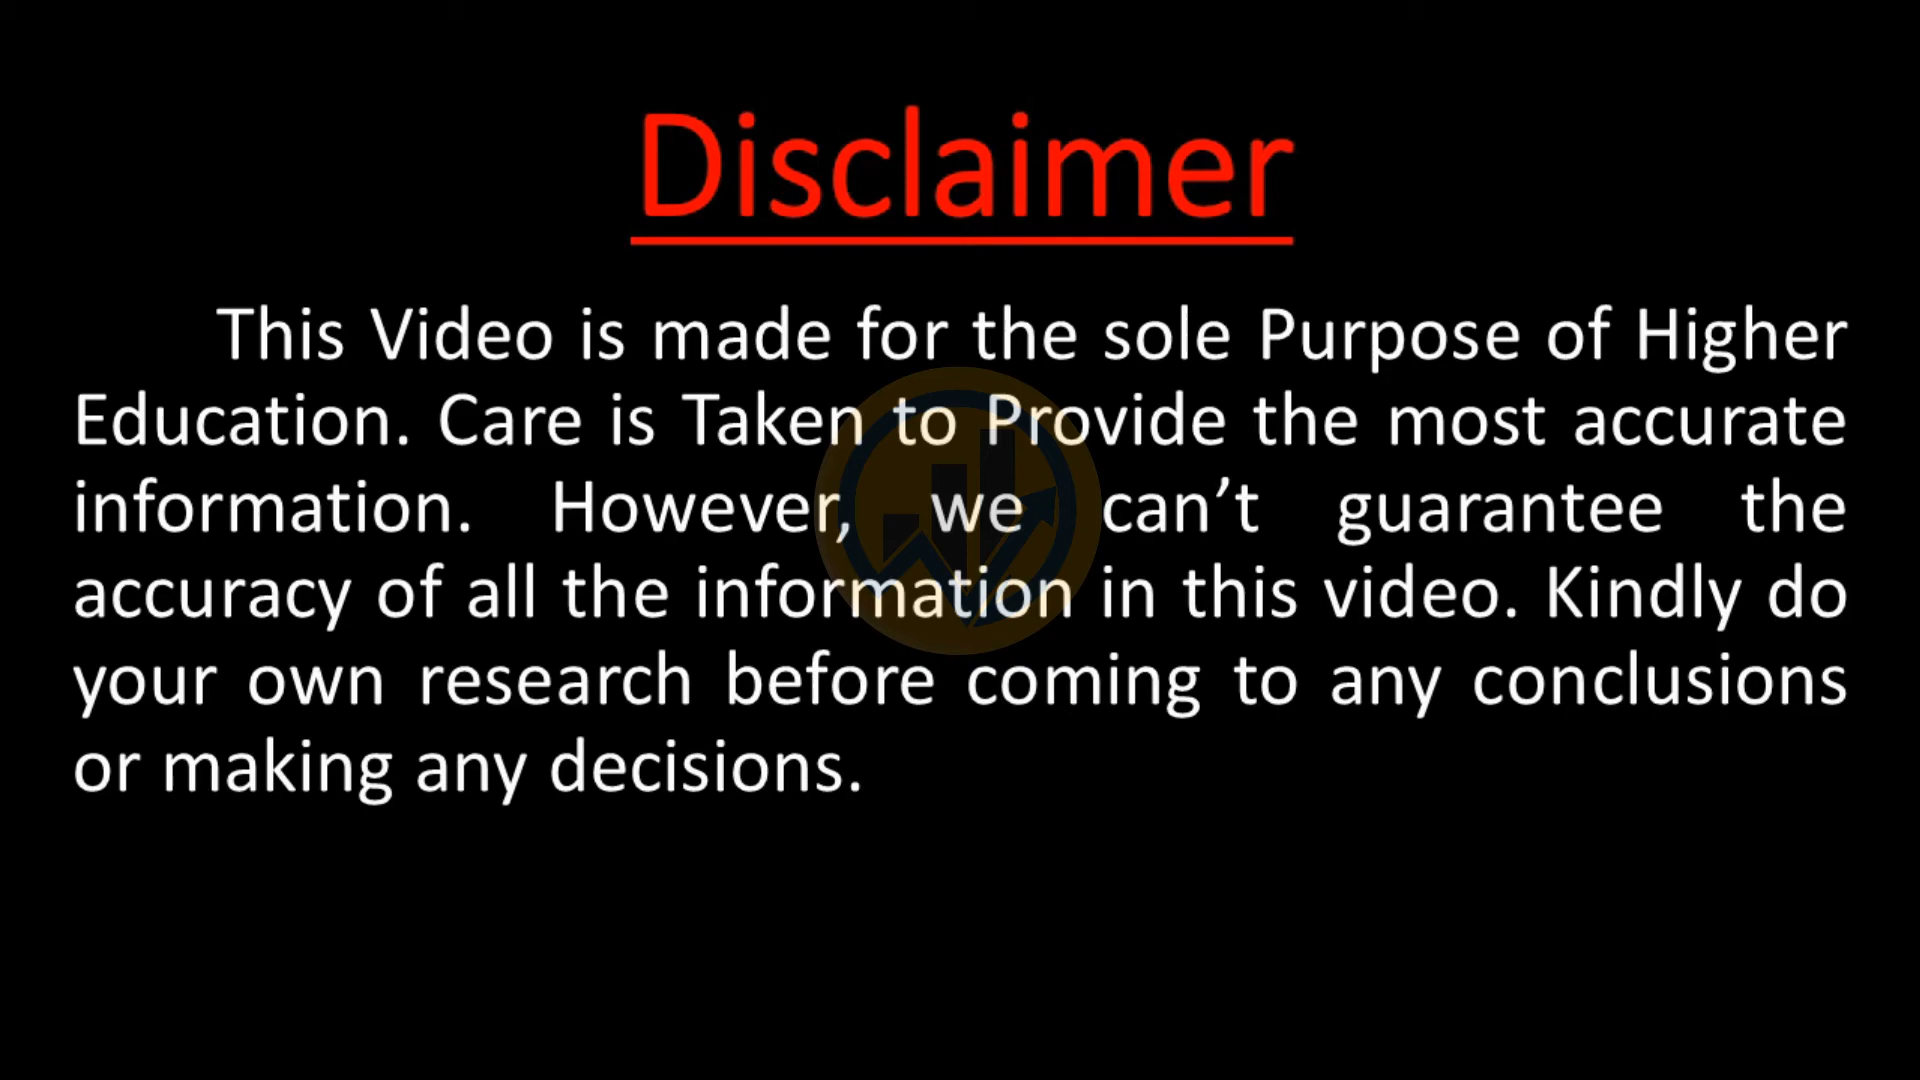 Disclaimer
This Video is made for the sole Purpose of Higher
Education. Care is Taken to Provide the most accurate
information. However, we can’t guarantee the
accuracy of all the information in this video. Kindly do
your own research before coming to any conclusions
or making any decisions.